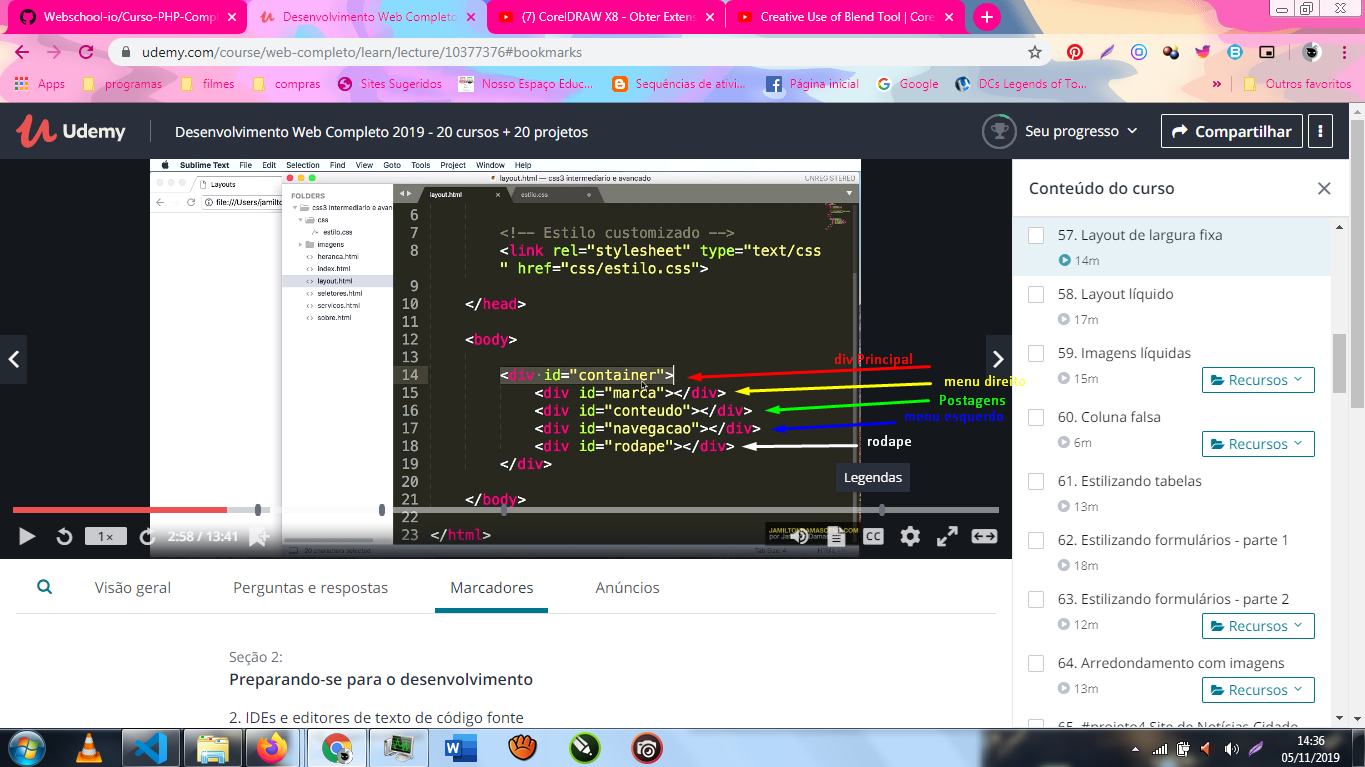 Webschool-io/Curso-PHP-Compl
Desenvolvimento Web Completo
(7) CorelDRAW X8 - Obter Extens
Creative Use of Blend Tool | Core
udemy.com/course/web-completo/learn/lecture/10377376#bookmarks
Apps
programas
filmes
compras
Sites Sugeridos
Nosso Espaço Educ...
Sequências de ativi...
Página inicial
Google
DCs Legends of To...
»
Outros favoritos
Udemy
Desenvolvimento Web Completo 2019 - 20 cursos + 20 projetos
Seu progresso
Compartilhar
Sublime Text File Edit Selection Find View Goto Tools Project Window Help
Layouts
file:///Users/jamilto
layout.html — css3 intermediario e avancado
UNREGISTERED
FOLDERS
css3 intermediario e avan
css
estilo.css
imagens
heranca.html
index.html
layout.html
seletores.html
servicos.html
sobre.html
layout.html
estilo.css
6
7 <!-- Estilo customizado -->
8 <link rel="stylesheet" type="text/css
" href="css/estilo.css">
9
10 </head>
11
12 <body>
13
14 <div id="container">
15 <div id="marca"></div>
16 <div id="conteudo"></div>
17 <div id="navegacao"></div>
18 <div id="rodape"></div>
19 </div>
20
21 </body>
22
23 </html>
div Principal
menu direito
Postagens
menu esquerdo
rodape
Legendas
1×
2:58 / 13:41
CC
20 characters selected
Tab Size: 4
Conteúdo do curso
57. Layout de largura fixa
14m
58. Layout líquido
17m
59. Imagens líquidas
15m
Recursos
60. Coluna falsa
6m
Recursos
61. Estilizando tabelas
13m
62. Estilizando formulários - parte 1
18m
63. Estilizando formulários - parte 2
12m
Recursos
64. Arredondamento com imagens
13m
Recursos
65. #projeto4 Site de Notícias Cidade
Visão geral
Perguntas e respostas
Marcadores
Anúncios
Seção 2:
Preparando-se para o desenvolvimento
2. IDEs e editores de texto de código fonte
14:36
05/11/2019